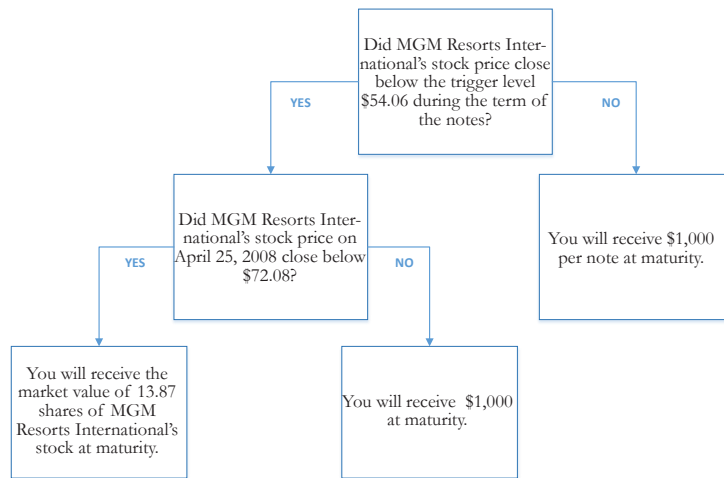 Did MGM Resorts Inter-
national's stock price close
below the trigger level
$54.06 during the term of
the notes?
YES
NO
Did MGM Resorts Inter-
national's stock price on
April 25, 2008 close below
$72.08?
You will receive $1,000
per note at maturity.
YES
NO
You will receive the
market value of 13.87
shares of MGM
Resorts International's
stock at maturity.
You will receive $1,000
at maturity.